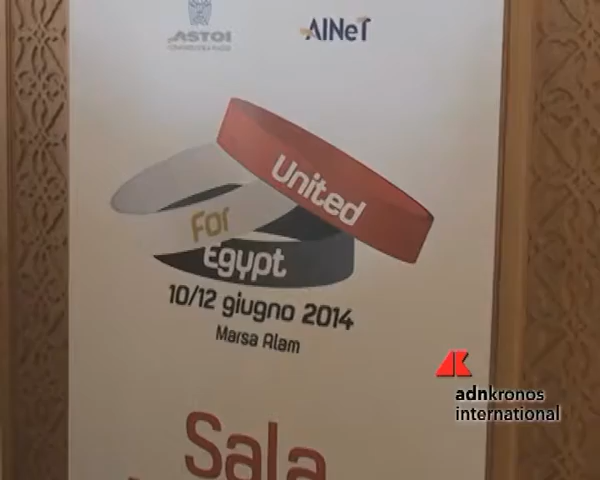 ASTOI
AINeT
United
For
Egypt
10/12 giugno 2014
Marsa Alam
adnkronos
international
Sala